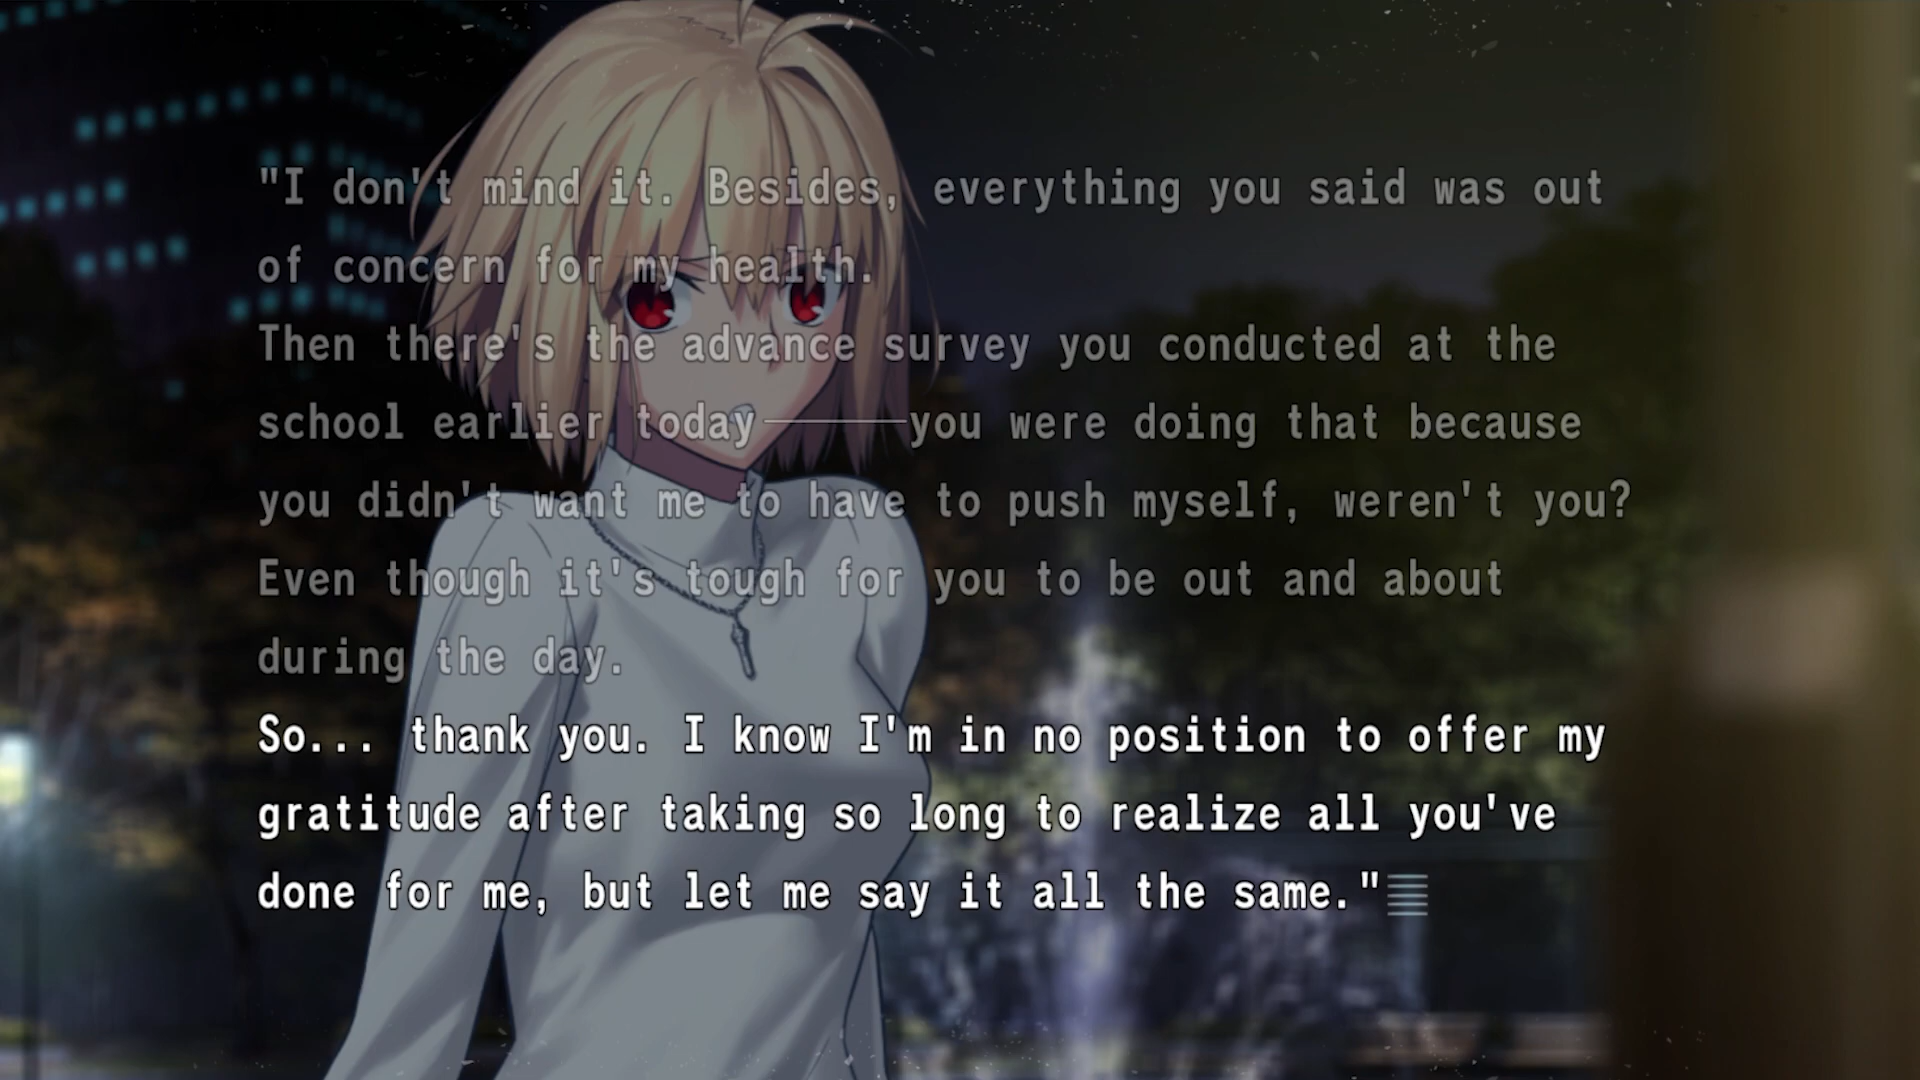 "I don't mind it. Besides, everything you said was out
of concern for my health.
Then there's the advance survey you conducted at the
school earlier today―――you were doing that because
you didn't want me to have to push myself, weren't you?
Even though it's tough for you to be out and about
during the day.
So... thank you. I know I'm in no position to offer my
gratitude after taking so long to realize all you've
done for me, but let me say it all the same."